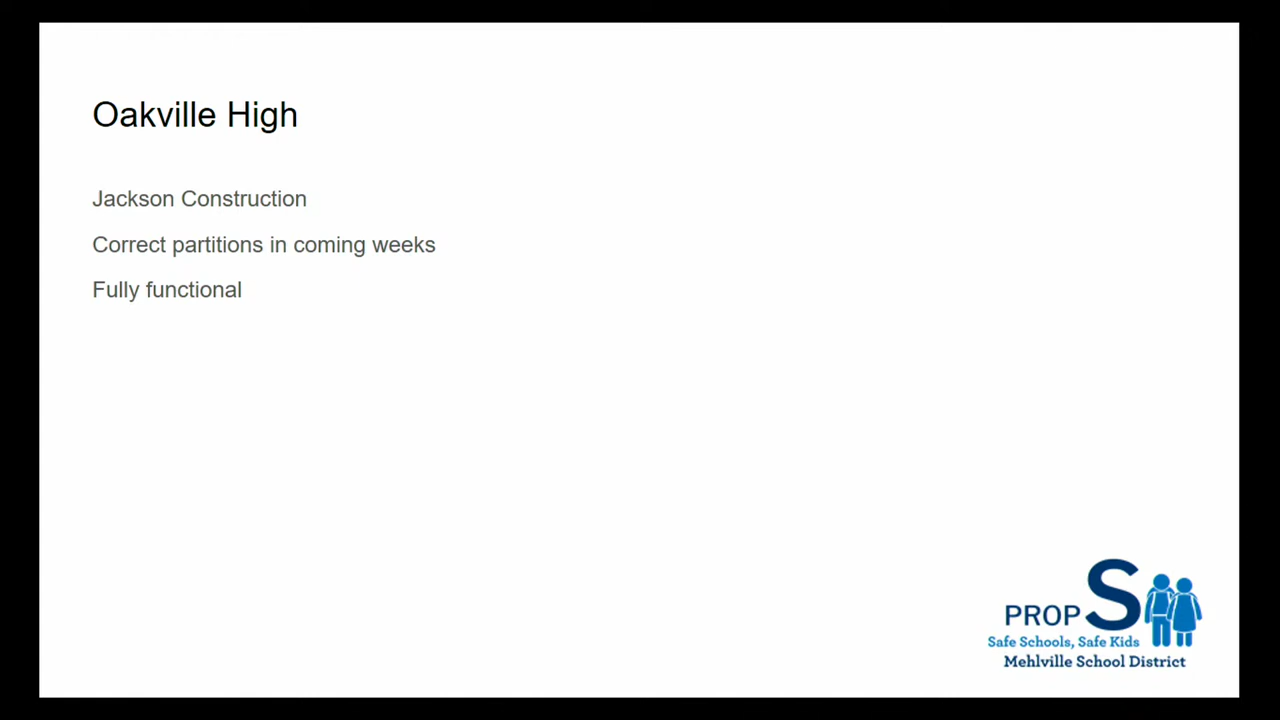 Oakville High
Jackson Construction
Correct partitions in coming weeks
Fully functional
PROP S
Safe Schools, Safe Kids
Mehlville School District